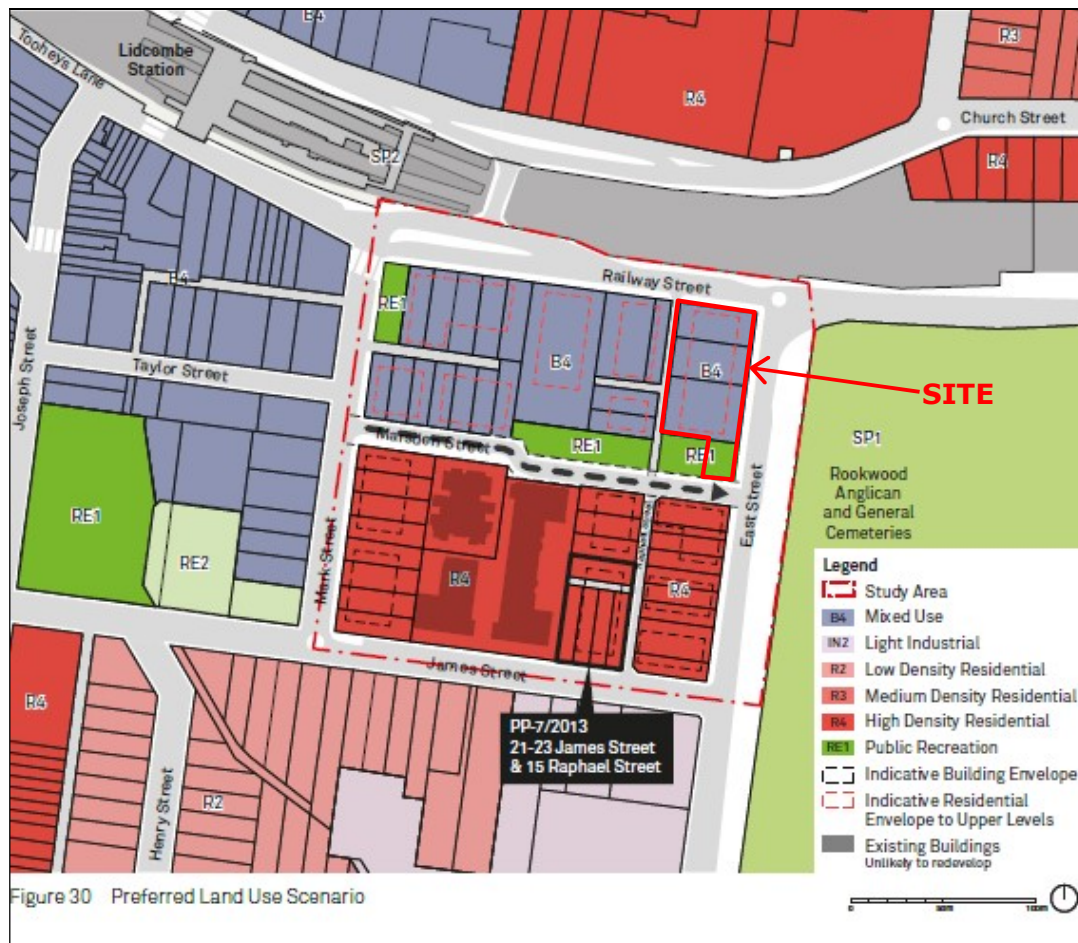 B4
R3
Tooheys Lane
Lidcombe
Station
R4
Church Street
SP2
R4
Railway Street
RE1
B4
B4
B4
SITE
Joseph Street
Taylor Street
SP1
Marsden Street
RE1
RE1
Rookwood
Anglican
and General
Cemeteries
East Street
RE1
RE2
Mark Street
R4
R4
James Street
R4
PP-7/2013
21-23 James Street
& 15 Raphael Street
Henry Street
R2
Legend
Study Area
B4 Mixed Use
IN2 Light Industrial
R2 Low Density Residential
R3 Medium Density Residential
R4 High Density Residential
RE1 Public Recreation
Indicative Building Envelope
Indicative Residential
Envelope to Upper Levels
Existing Buildings
Unlikely to redevelop
0 50m 100m
Figure 30 Preferred Land Use Scenario